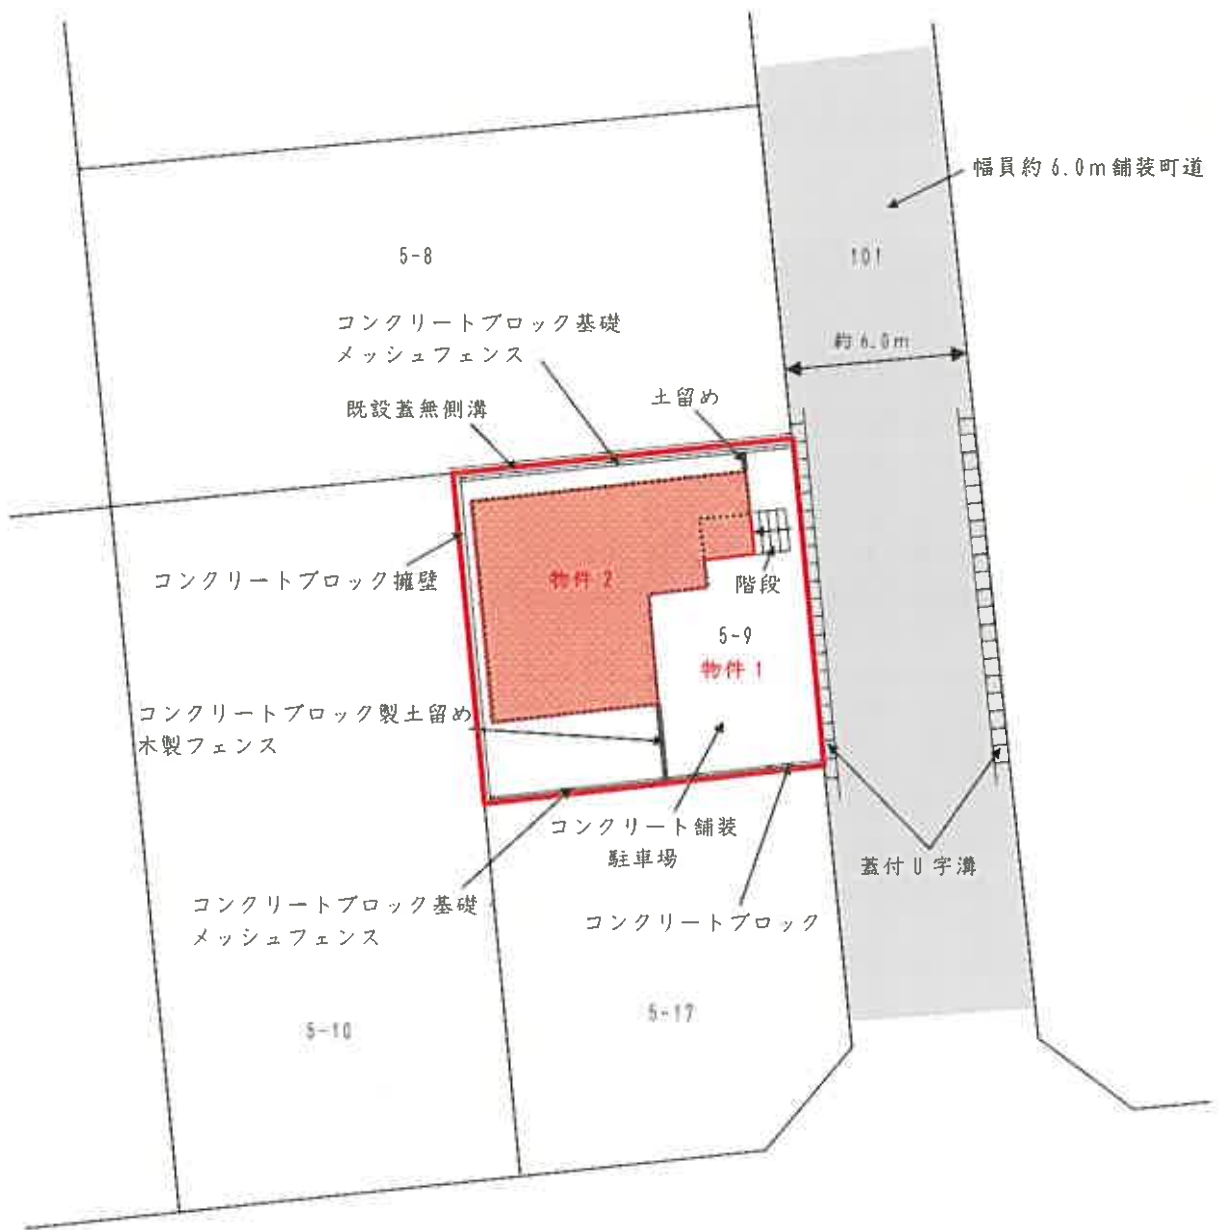 幅員約 6.0m舗装町道
5-8
101
コンクリートブロック基礎
メッシュフェンス
約 6.0m
既設蓋無側溝
土留め
コンクリートブロック擁壁
物件 2
階段
5-9
物件 1
コンクリートブロック製土留め
木製フェンス
コンクリート舗装
駐車場
蓋付U字溝
コンクリートブロック基礎
メッシュフェンス
コンクリートブロック
5-10
5-17